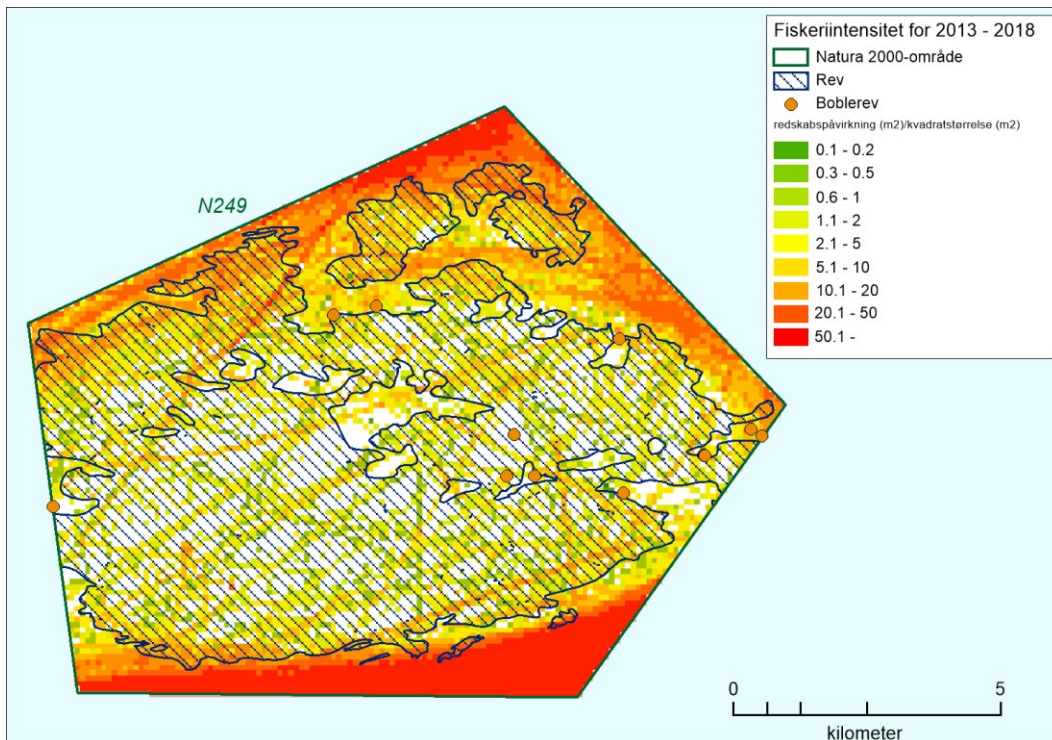 Fiskeriintensitet for 2013 - 2018
Natura 2000-område
Rev
Boblerev
redskabspåvirkning (m2)/kvadratstørrelse (m2)
0.1 - 0.2
0.3 - 0.5
0.6 - 1
1.1 - 2
2.1 - 5
5.1 - 10
10.1 - 20
20.1 - 50
50.1 -
N249
0 5
kilometer